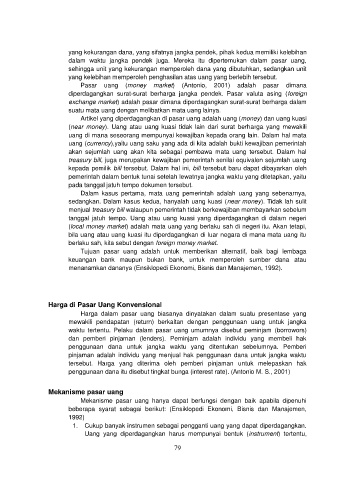 yang kekurangan dana, yang sifatnya jangka pendek, pihak kedua memiliki kelebihan
dalam waktu jangka pendek juga. Mereka itu dipertemukan dalam pasar uang,
sehingga unit yang kekurangan memperoleh dana yang dibutuhkan, sedangkan unit
yang kelebihan memperoleh penghasilan atas uang yang berlebih tersebut.
Pasar uang (money market) (Antonio, 2001) adalah pasar dimana
diperdagangkan surat-surat berharga jangka pendek. Pasar valuta asing (foreign
exchange market) adalah pasar dimana diperdagangkan surat-surat berharga dalam
suatu mata uang dengan melibatkan mata uang lainya.
Artikel yang diperdagangkan di pasar uang adalah uang (money) dan uang kuasi
(near money). Uang atau uang kuasi tidak lain dari surat berharga yang mewakili
uang di mana seseorang mempunyai kewajiban kepada orang lain. Dalam hal mata
uang (currency),yaitu uang saku yang ada di kita adalah bukti kewajiban pemerintah
akan sejumlah uang akan kita sebagai pembawa mata uang tersebut. Dalam hal
treasury bill, juga merupakan kewajiban pemerintah senilai equivalen sejumlah uang
kepada pemilik bill tersebut. Dalam hal ini, bill tersebut baru dapat dibayarkan oleh
pemerintah dalam bentuk tunai setelah lewatnya jangka waktu yang ditetapkan, yaitu
pada tanggal jatuh tempo dokumen tersebut.
Dalam kasus pertama, mata uang pemerintah adalah uang yang sebenarnya,
sedangkan. Dalam kasus kedua, hanyalah uang kuasi (near money). Tidak lah sulit
menjual treasury bill walaupun pemerintah tidak berkewajiban membayarkan sebelum
tanggal jatuh tempo. Uang atau uang kuasi yang diperdagangkan di dalam negeri
(local money market) adalah mata uang yang berlaku sah di negeri itu. Akan tetapi,
bila uang atau uang kuasi itu diperdagangkan di luar negara di mana mata uang itu
berlaku sah, kita sebut dengan foreign money market.
Tujuan pasar uang adalah untuk memberikan alternatif, baik bagi lembaga
keuangan bank maupun bukan bank, untuk memperoleh sumber dana atau
menanamkan dananya (Ensiklopedi Ekonomi, Bisnis dan Manajemen, 1992).
Harga di Pasar Uang Konvensional
Harga dalam pasar uang biasanya dinyatakan dalam suatu presentase yang
mewakili pendapatan (return) berkaitan dengan penggunaan uang untuk jangka
waktu tertentu. Pelaku dalam pasar uang umumnya disebut peminjam (borrowers)
dan pemberi pinjaman (lenders). Peminjam adalah individu yang membeli hak
penggunaan dana untuk jangka waktu yang ditentukan sebelumnya. Pemberi
pinjaman adalah individu yang menjual hak penggunaan dana untuk jangka waktu
tersebut. Harga yang diterima oleh pemberi pinjaman untuk melepaskan hak
penggunaan dana itu disebut tingkat bunga (interest rate). (Antonio M. S., 2001)
Mekanisme pasar uang
Mekanisme pasar uang hanya dapat berfungsi dengan baik apabila dipenuhi
beberapa syarat sebagai berikut: (Ensiklopedi Ekonomi, Bisnis dan Manajemen,
1992)
1. Cukup banyak instrumen sebagai pengganti uang yang dapat diperdagangkan.
Uang yang diperdagangkan harus mempunyai bentuk (instrument) tertentu,
79